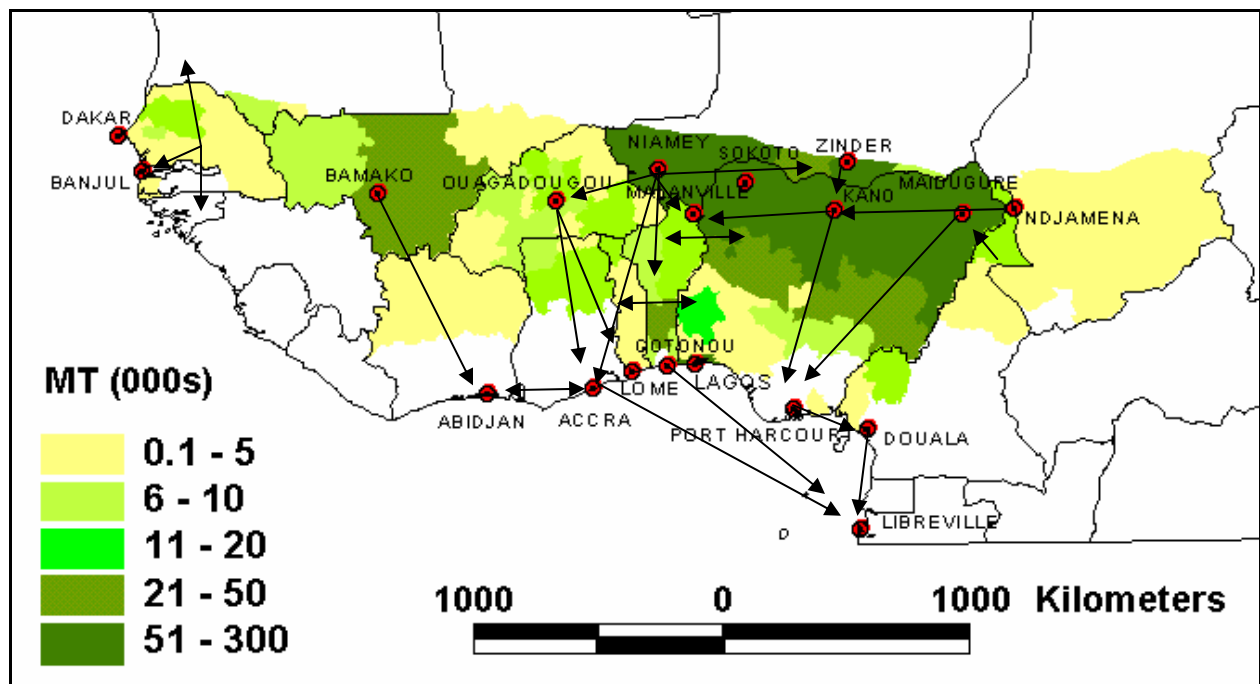 DAKAR
BANJUL
BAMAKO
OUAGADOUGOU
NIAMEY
MALANVILLE
SOKOTO
ZINDER
KANO
MAIDUGURE
NDJAMENA
COTONOU
LOME
LAGOS
ABIDJAN
ACCRA
PORT HARCOURT
DOUALA
LIBREVILLE
MT (000s)
0.1 - 5
6 - 10
11 - 20
21 - 50
51 - 300
1000 0 1000 Kilometers